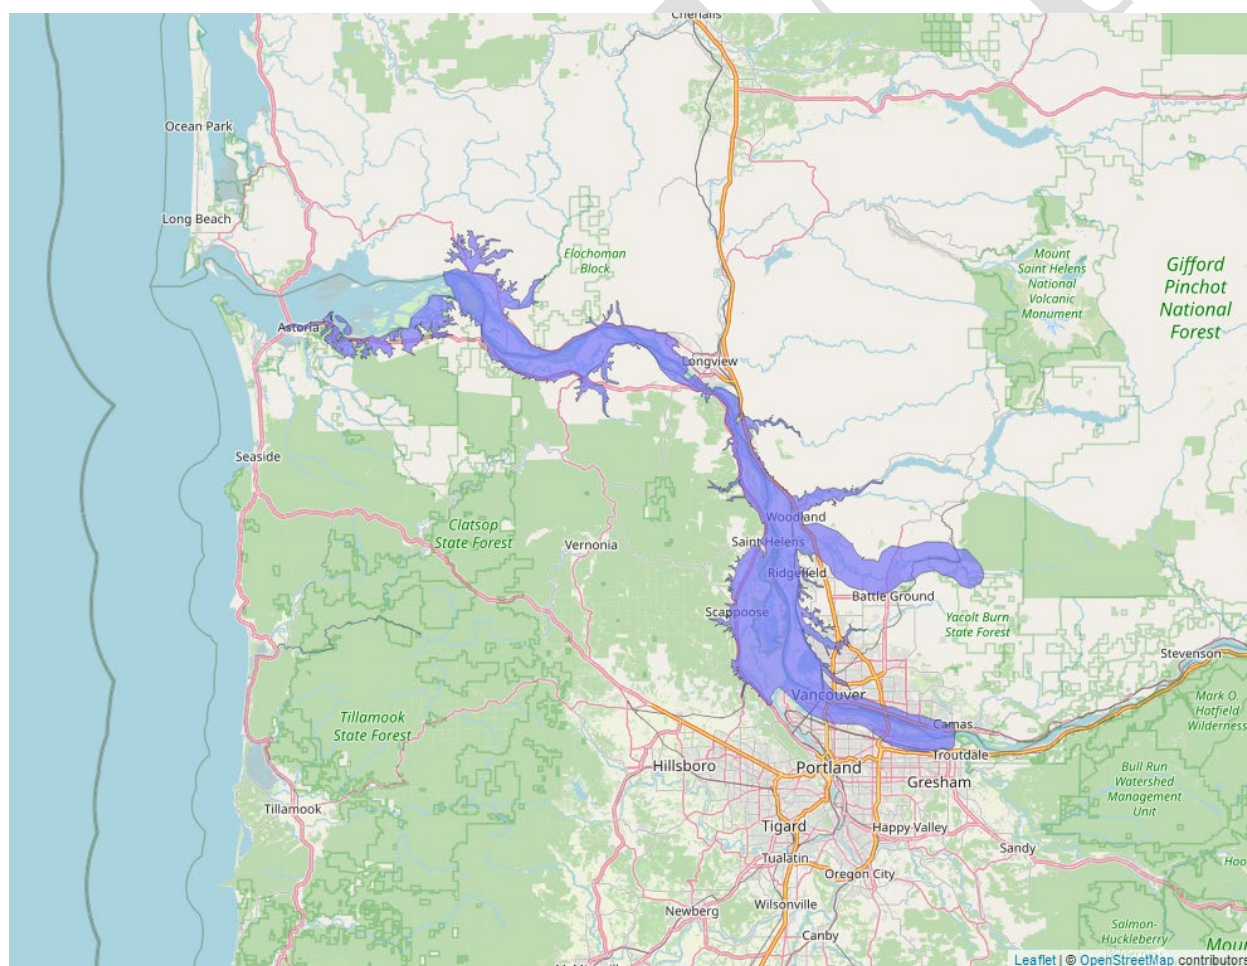 Ocean Park
Long Beach
Elochoman
Block
Mount
Saint Helens
National
Volcanic
Monument
Gifford
Pinchot
National
Forest
Astoria
Longview
Seaside
Clatsop
State Forest
Vernonia
Woodland
Saint Helens
Ridgefield
Battle Ground
Scappoose
Yacolt Burn
State Forest
Stevenson
Mark O.
Hatfield
Wilderness
Vancouver
Tillamook
State Forest
Camas
Troutdale
Hillsboro
Portland
Gresham
Bull Run
Watershed
Management
Unit
Tillamook
Tigard
Happy Valley
Sandy
Tualatin
Oregon City
Wilsonville
Newberg
Canby
Salmon-
Huckleberry
Leaflet | © OpenStreetMap contributors